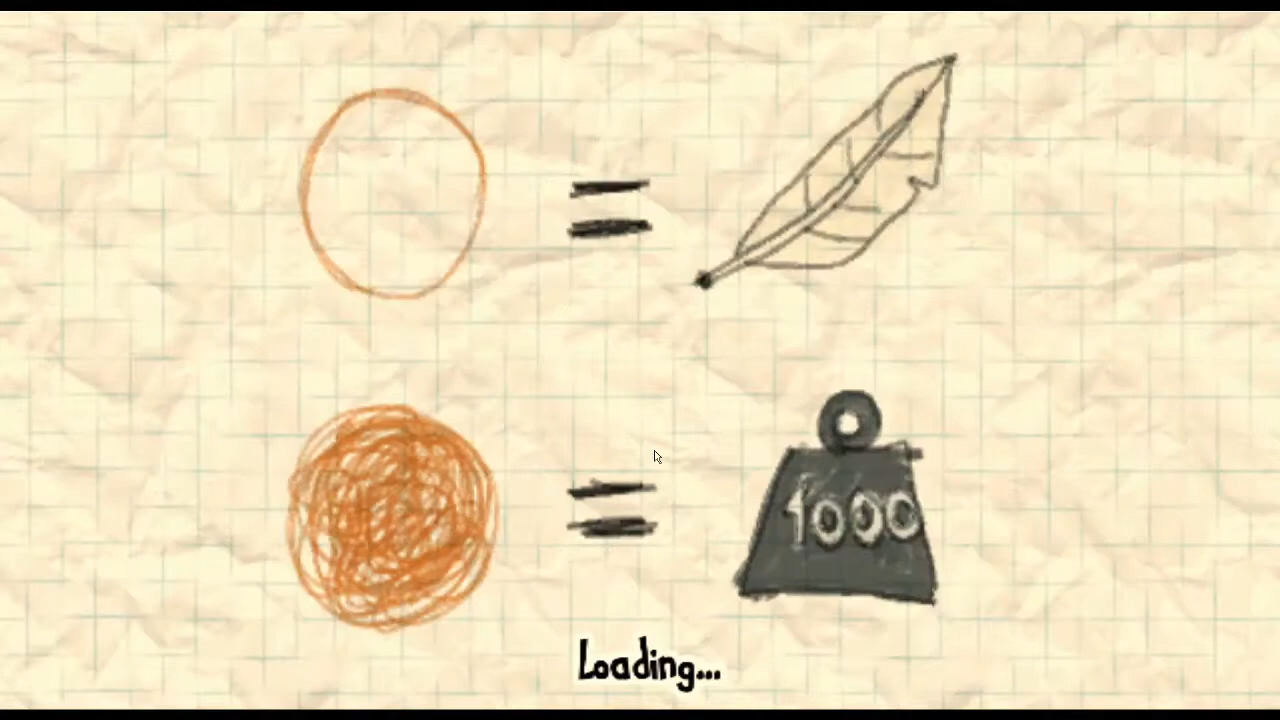 =
1000
=
Loading...